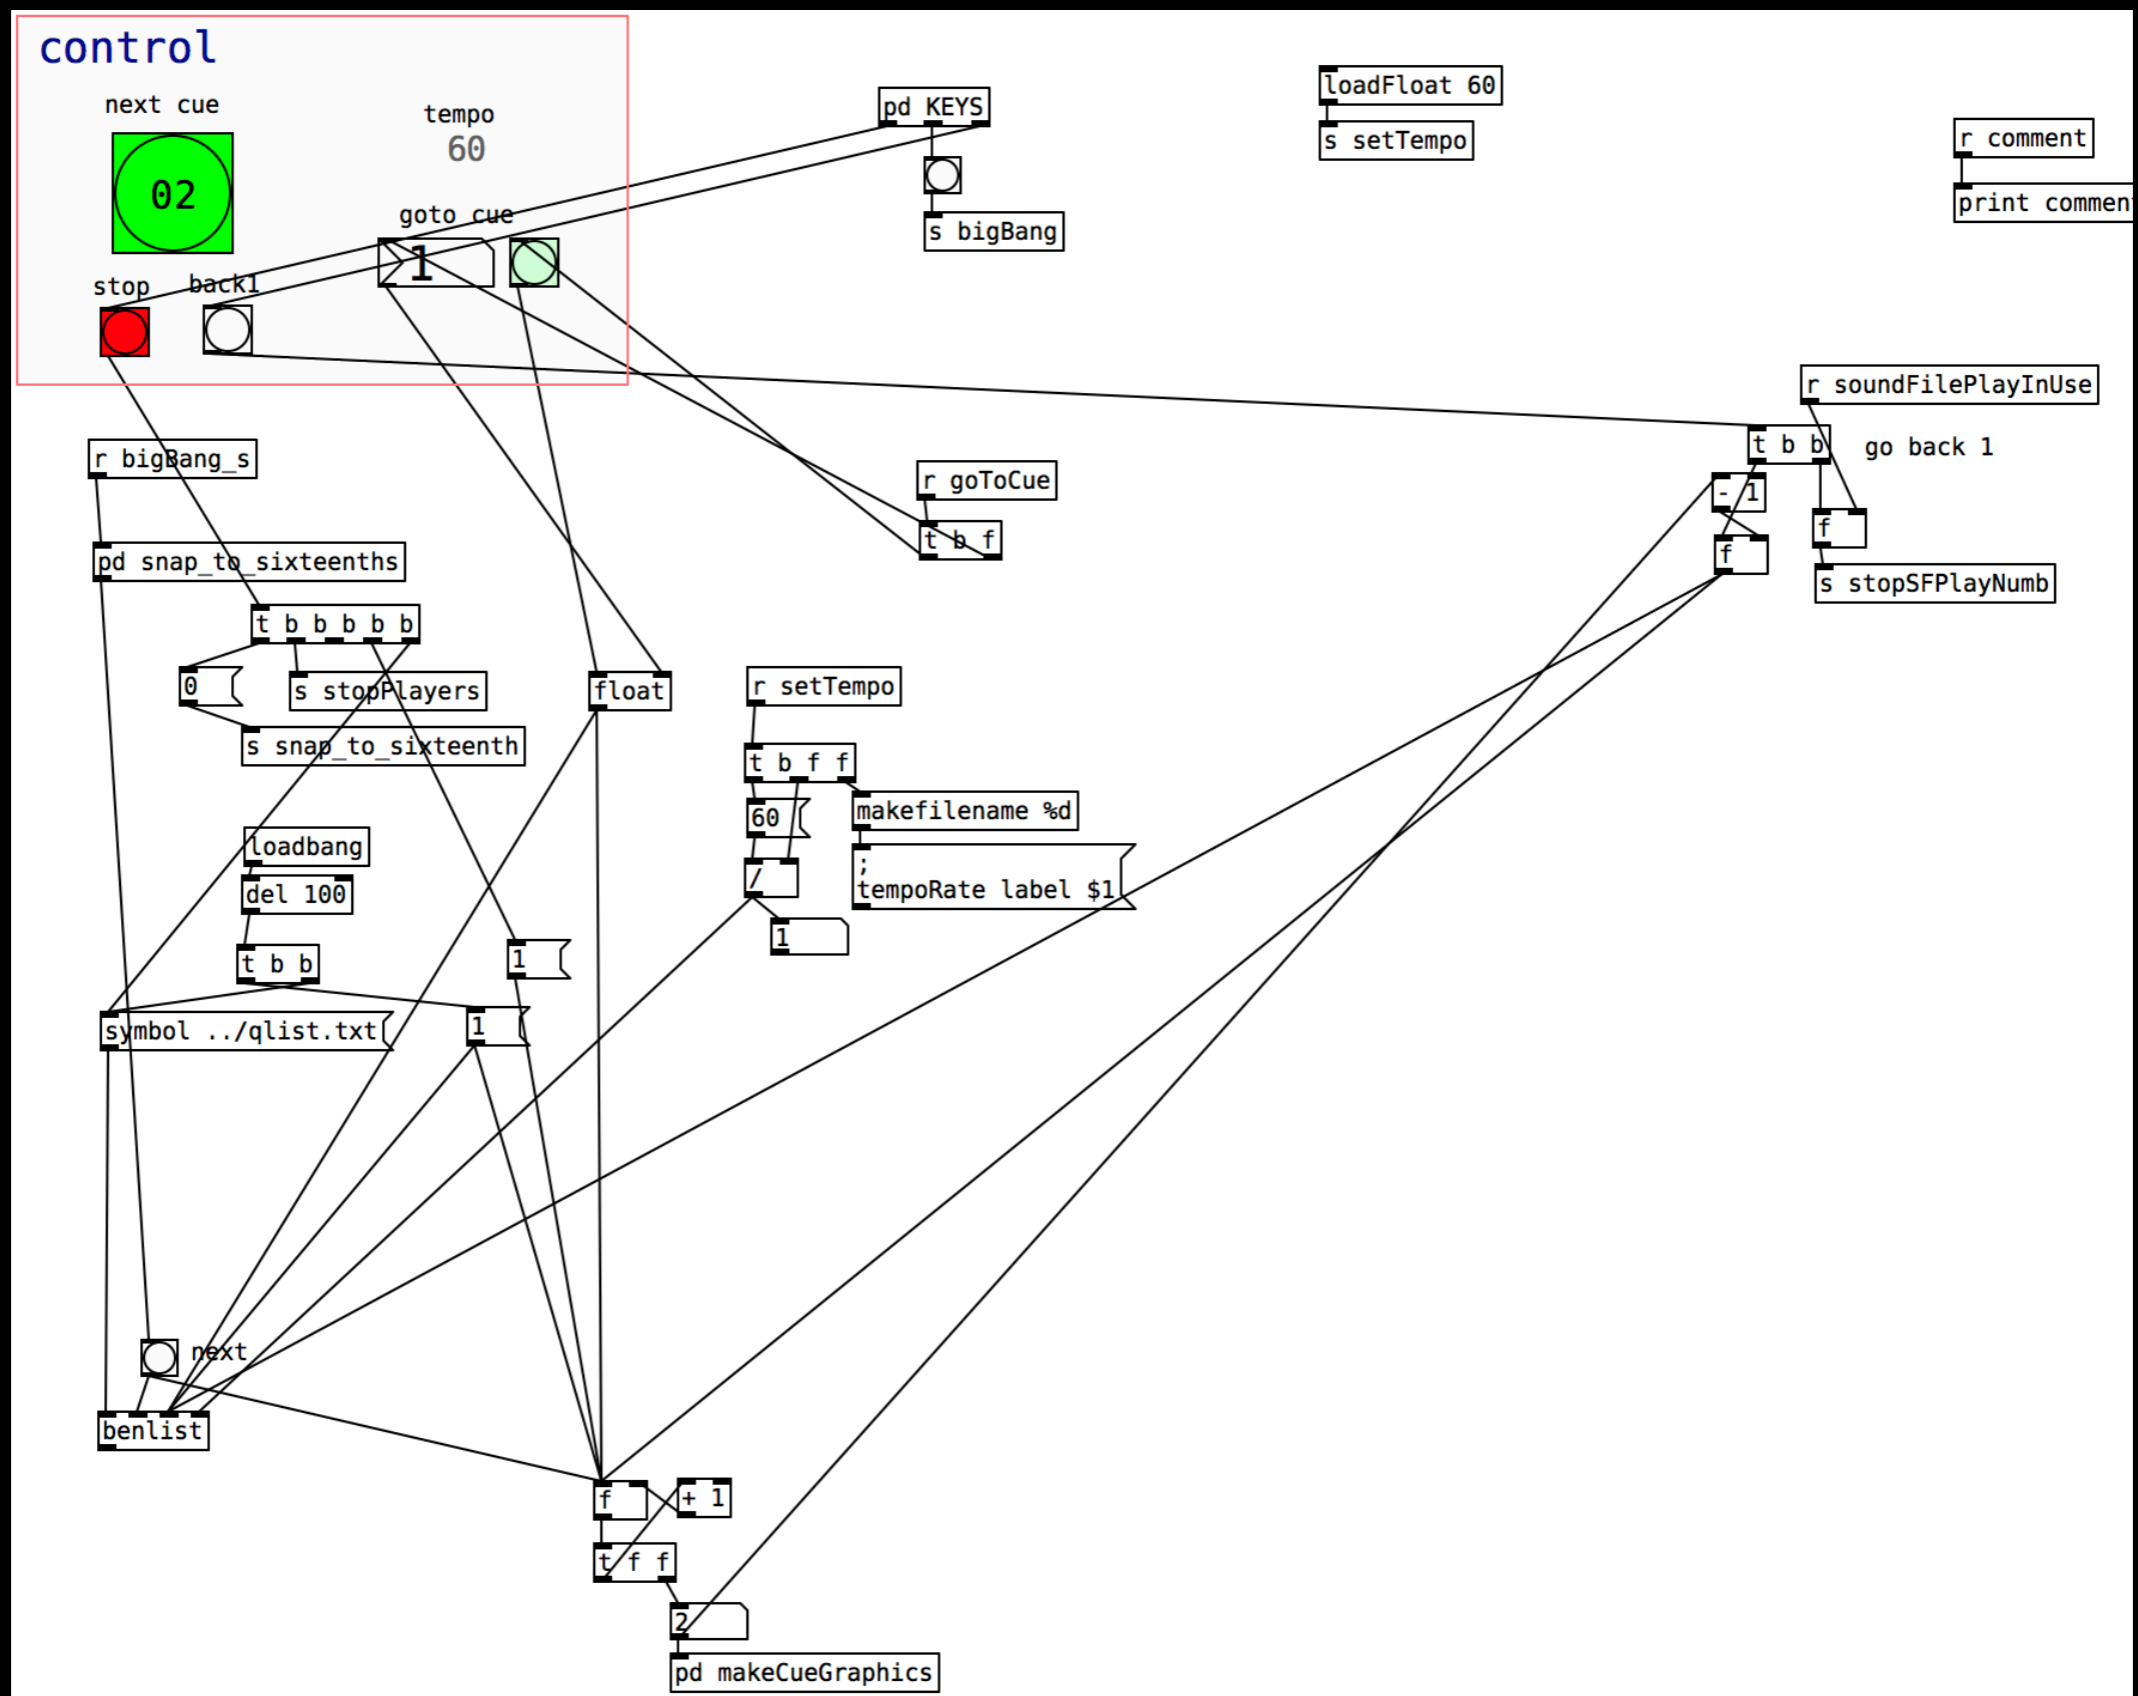 control
next cue
tempo
60
02
goto cue
1
stop
back1
pd KEYS
s bigBang
loadFloat 60
s setTempo
r comment
print commen
r soundFilePlayInUse
t b b
go back 1
- 1
f
f
s stopSFPlayNumb
r bigBang_s
r goToCue
t b f
pd snap_to_sixteenths
t b b b b b
0
s stopPlayers
s snap_to_sixteenth
float
r setTempo
t b f f
60
makefilename %d
/
;
tempoRate label $1
1
loadbang
del 100
t b b
1
symbol ../qlist.txt
1
next
benlist
f
+ 1
t f f
2
pd makeCueGraphics